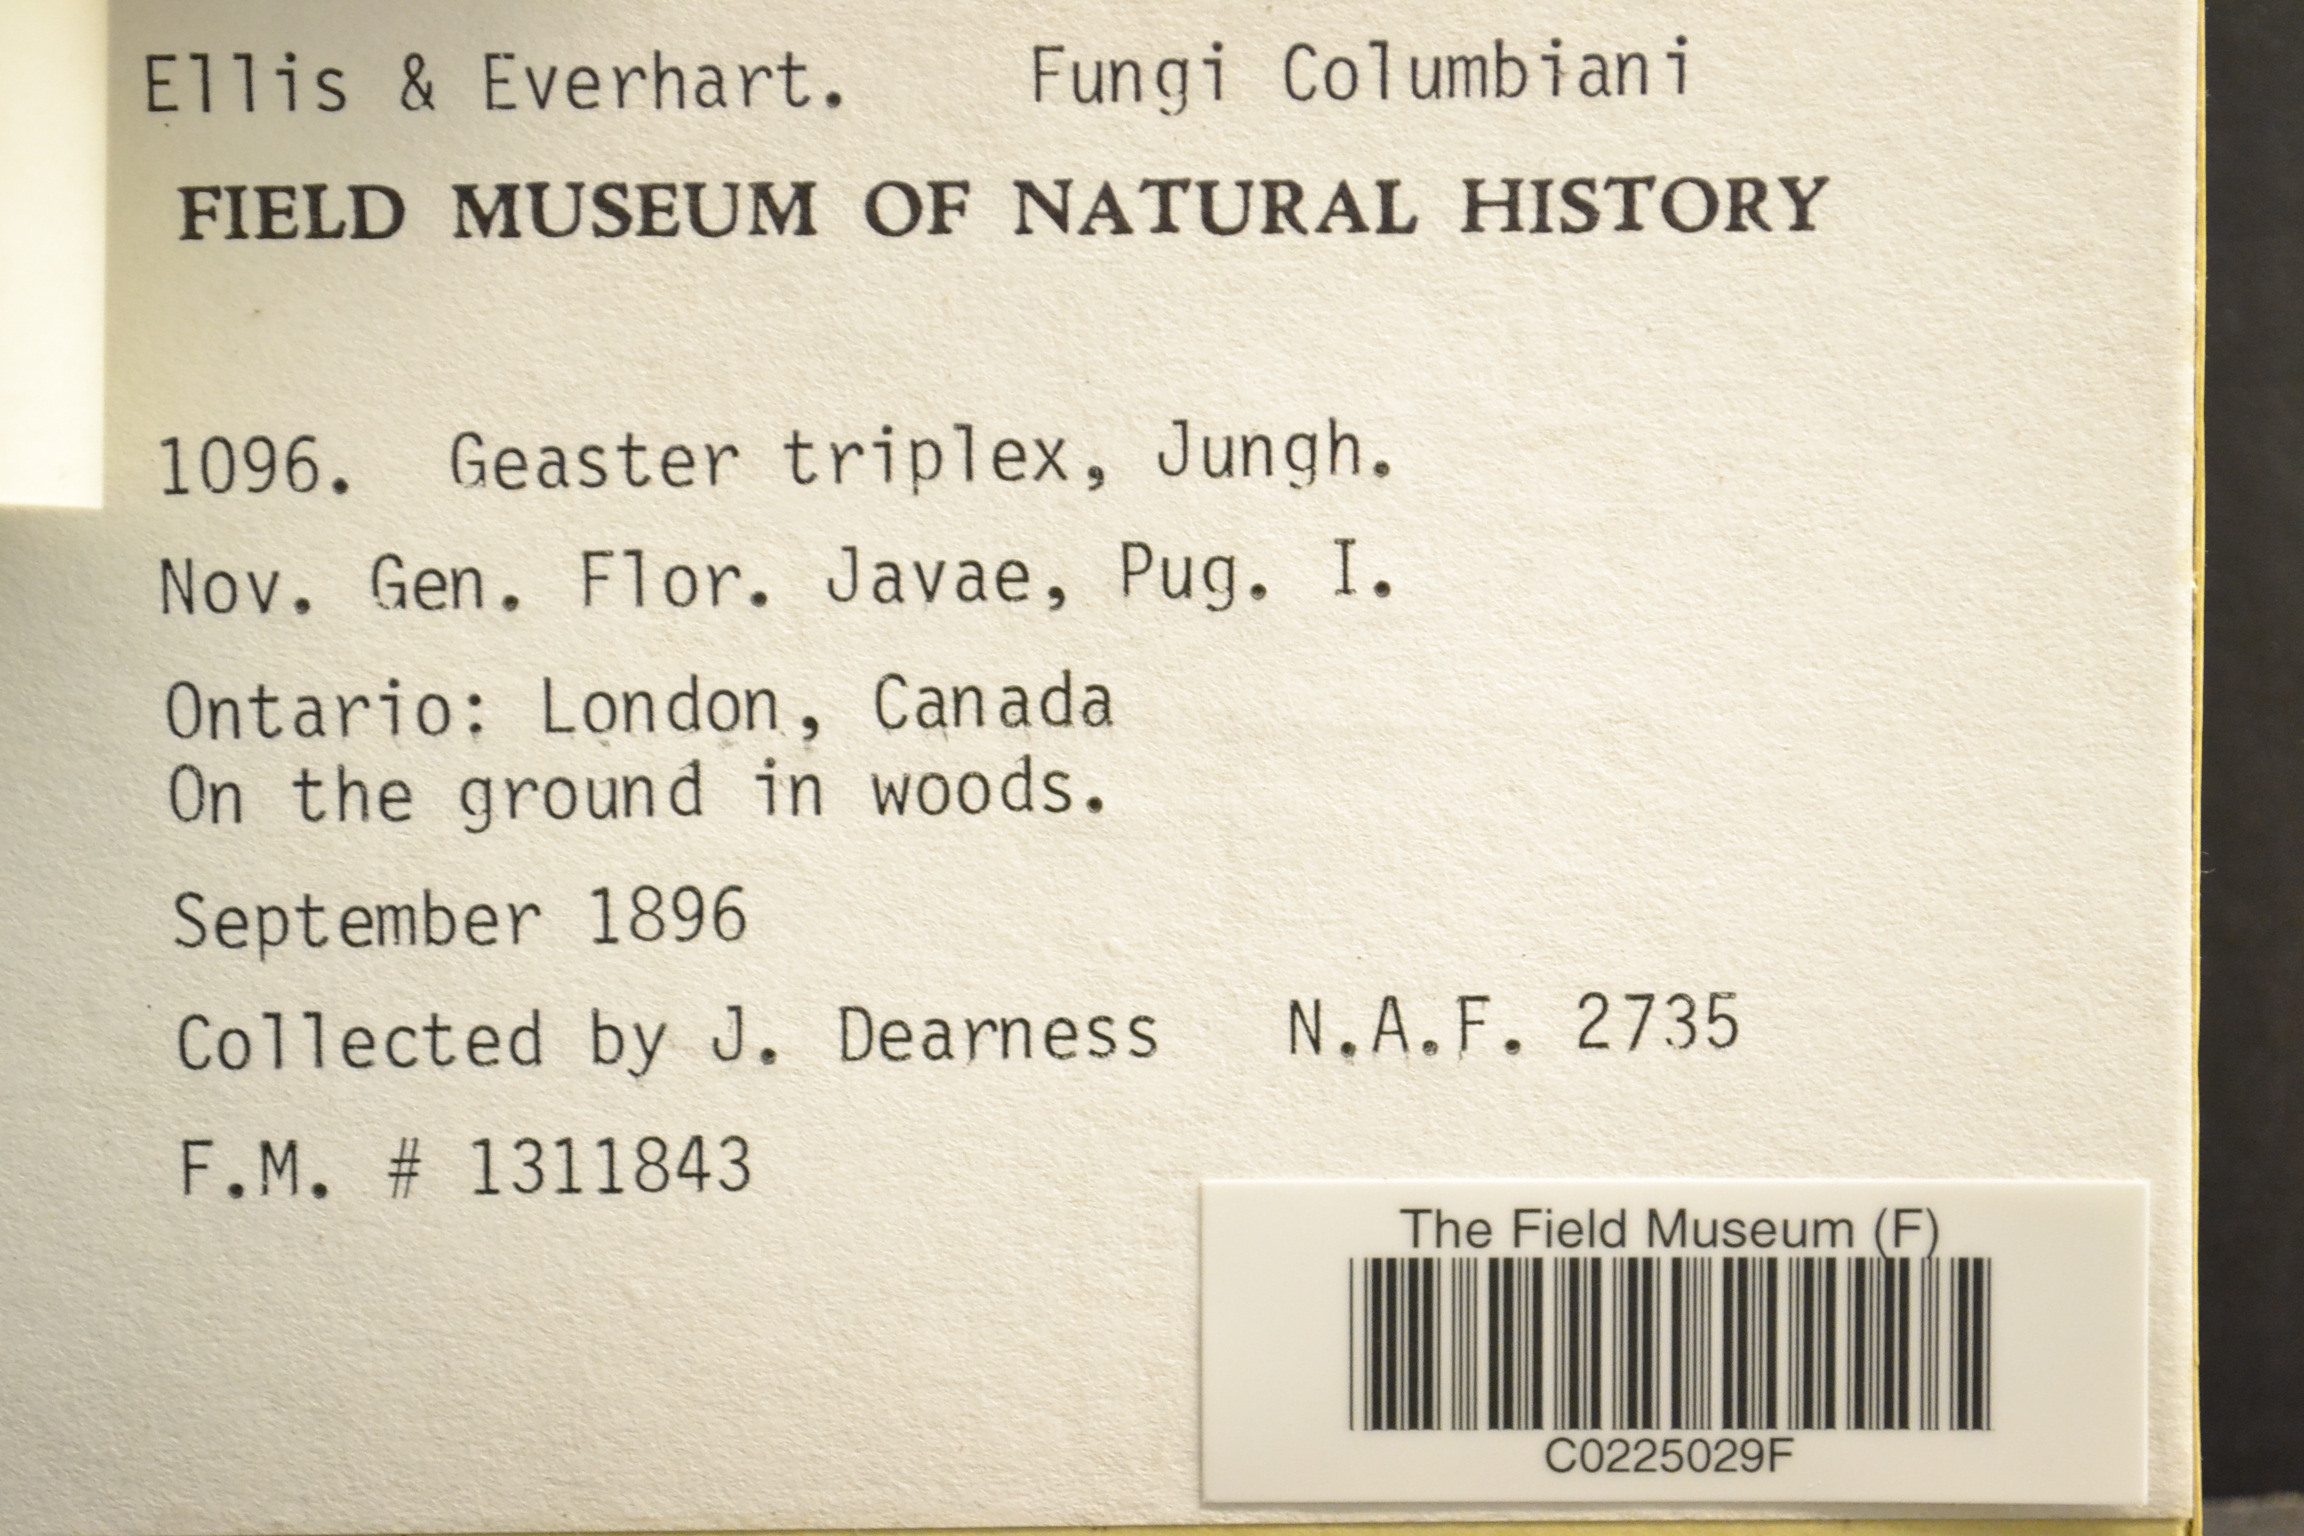 Ellis & Everhart. Fungi Columbiani
FIELD MUSEUM OF NATURAL HISTORY
1096. Geaster triplex, Jungh.
Nov. Gen. Flor. Javae, Pug. I.
Ontario: London, Canada
On the ground in woods.
September 1896
Collected by J. Dearness N.A.F. 2735
F.M. # 1311843
The Field Museum (F)
C0225029F